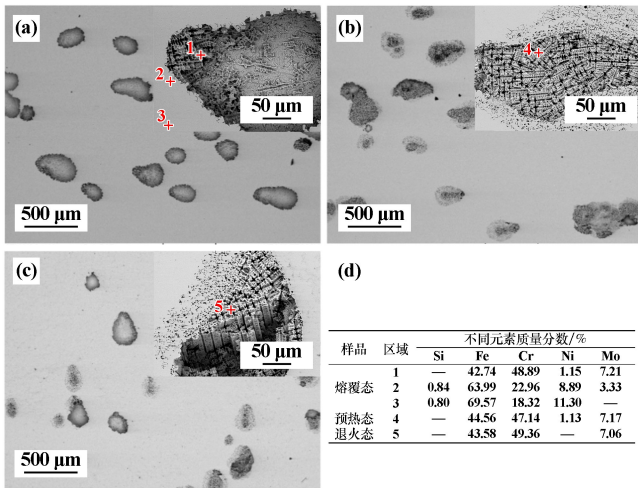 (a)
1
2
3
50 μm
500 μm
(b)
4
50 μm
500 μm
(c)
5
50 μm
500 μm
(d)
样品 区域 不同元素质量分数/%
Si Fe Cr Ni Mo
1 — 42.74 48.89 1.15 7.21
熔覆态 2 0.84 63.99 22.96 8.89 3.33
3 0.80 69.57 18.32 11.30 —
预热态 4 — 44.56 47.14 1.13 7.17
退火态 5 — 43.58 49.36 — 7.06